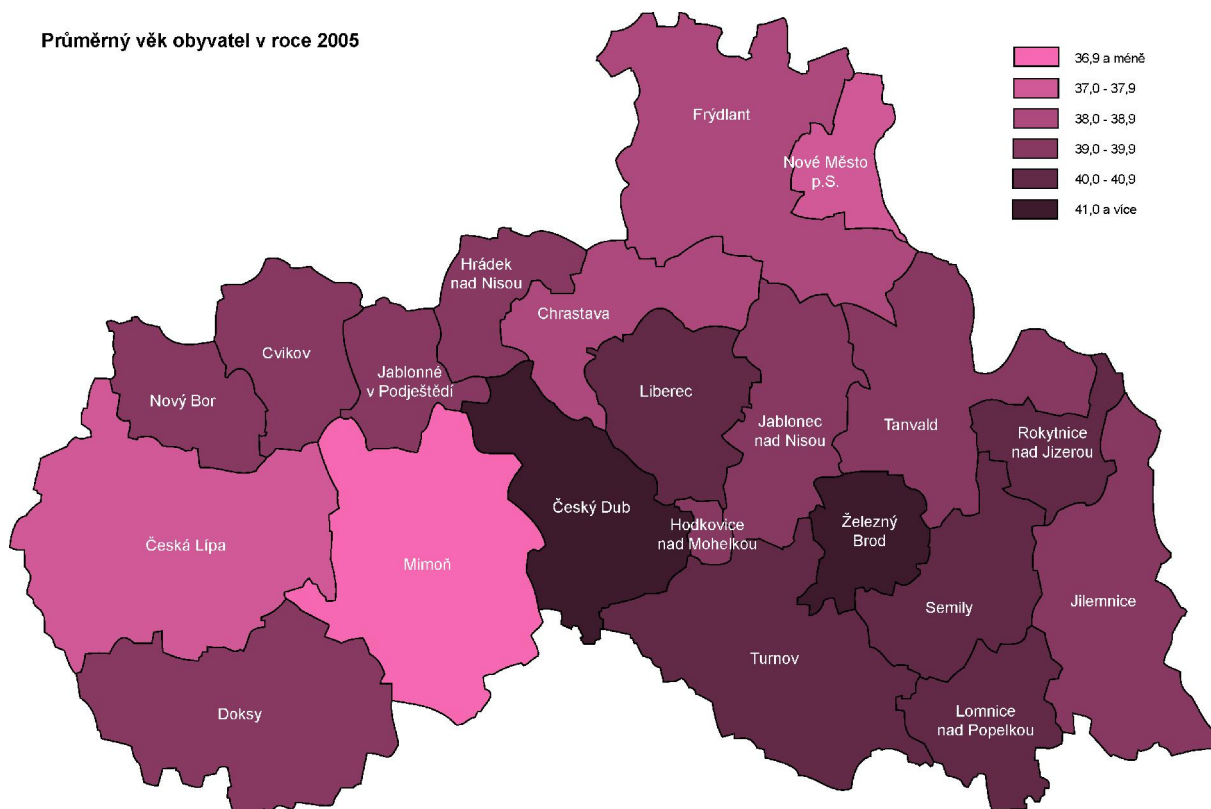 Průměrný věk obyvatel v roce 2005
36,9 a méně
37,0 - 37,9
38,0 - 38,9
39,0 - 39,9
40,0 - 40,9
41,0 a více
Frýdlant
Nové Město
p.S.
Hrádek
nad Nisou
Chrastava
Cvikov
Jablonné
v Podještědí
Nový Bor
Liberec
Jablonec
nad Nisou
Tanvald
Rokytnice
nad Jizerou
Český Dub
Hodkovice
nad Mohelkou
Železný
Brod
Česká Lípa
Mimoň
Semily
Jilemnice
Turnov
Doksy
Lomnice
nad Popelkou